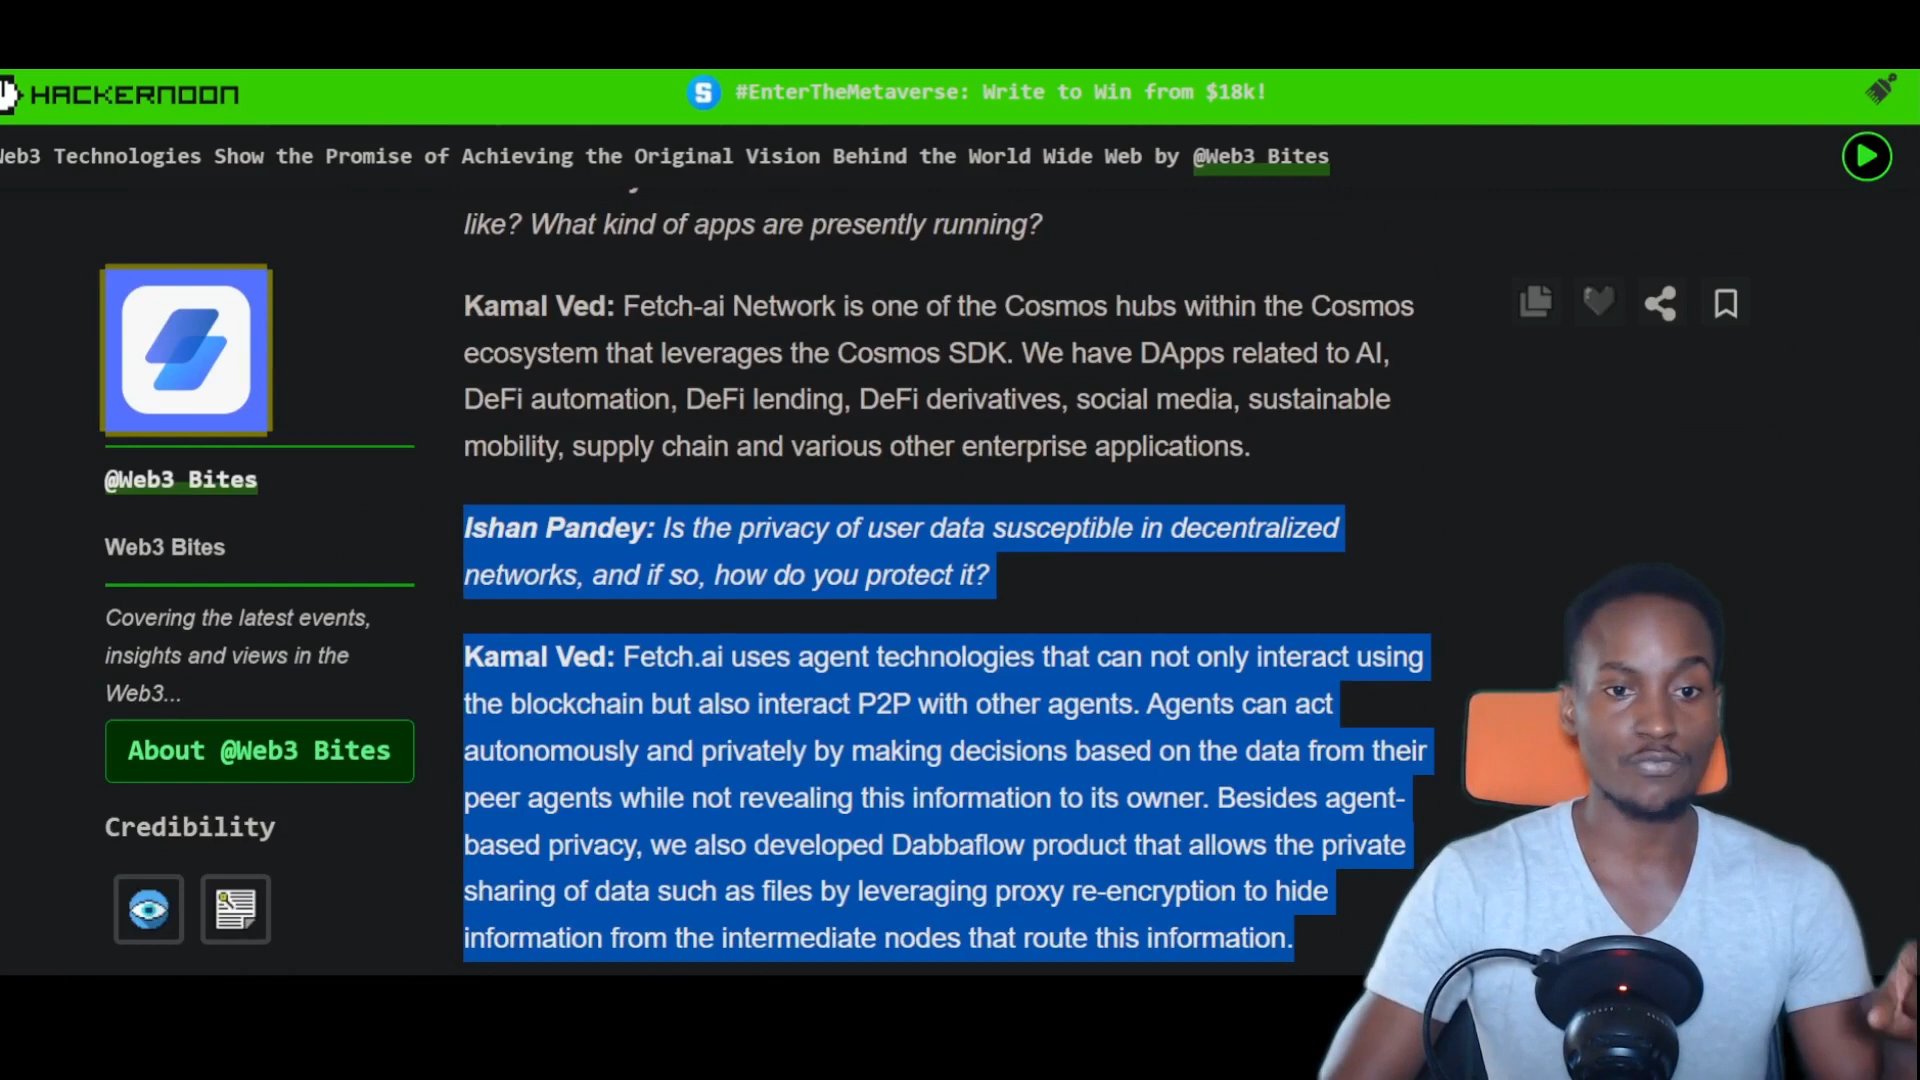 HACKERNOON
S #EnterTheMetaverse: Write to Win from $18k!
Web3 Technologies Show the Promise of Achieving the Original Vision Behind the World Wide Web by @Web3 Bites
like? What kind of apps are presently running?
Kamal Ved: Fetch-ai Network is one of the Cosmos hubs within the Cosmos
ecosystem that leverages the Cosmos SDK. We have DApps related to AI,
DeFi automation, DeFi lending, DeFi derivatives, social media, sustainable
mobility, supply chain and various other enterprise applications.
@Web3 Bites
Web3 Bites
Covering the latest events,
insights and views in the
Web3...
About @Web3 Bites
Credibility
Ishan Pandey: Is the privacy of user data susceptible in decentralized
networks, and if so, how do you protect it?
Kamal Ved: Fetch.ai uses agent technologies that can not only interact using
the blockchain but also interact P2P with other agents. Agents can act
autonomously and privately by making decisions based on the data from their
peer agents while not revealing this information to its owner. Besides agent-
based privacy, we also developed Dabbaflow product that allows the private
sharing of data such as files by leveraging proxy re-encryption to hide
information from the intermediate nodes that route this information.